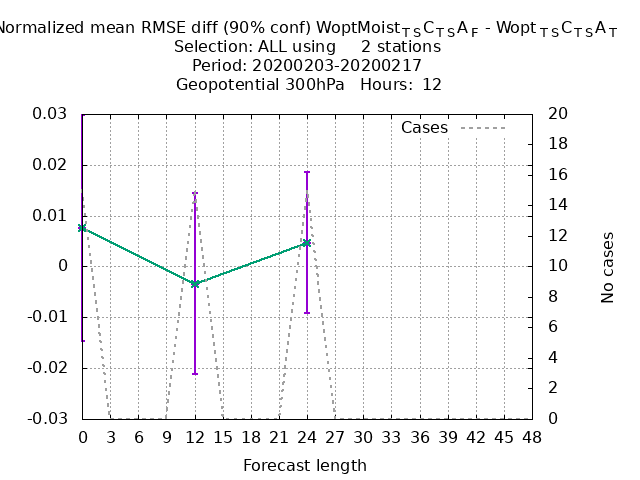 Normalized mean RMSE diff (90% conf) WoptMoist_TSC_TSA_F - Wopt_TSC_TSA_T
Selection: ALL using 2 stations
Period: 20200203-20200217
Geopotential 300hPa Hours: 12
Cases
0.03
0.02
0.01
0
-0.01
-0.02
-0.03
20
18
16
14
12
10
8
6
4
2
0
No cases
0 3 6 9 12 15 18 21 24 27 30 33 36 39 42 45 48
Forecast length